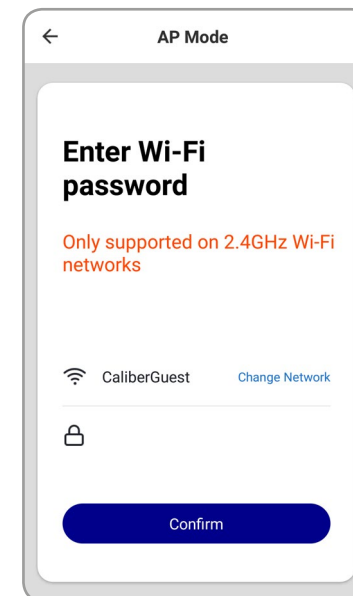 AP Mode
Enter Wi-Fi
password
Only supported on 2.4GHz Wi-Fi
networks
CaliberGuest Change Network
Confirm